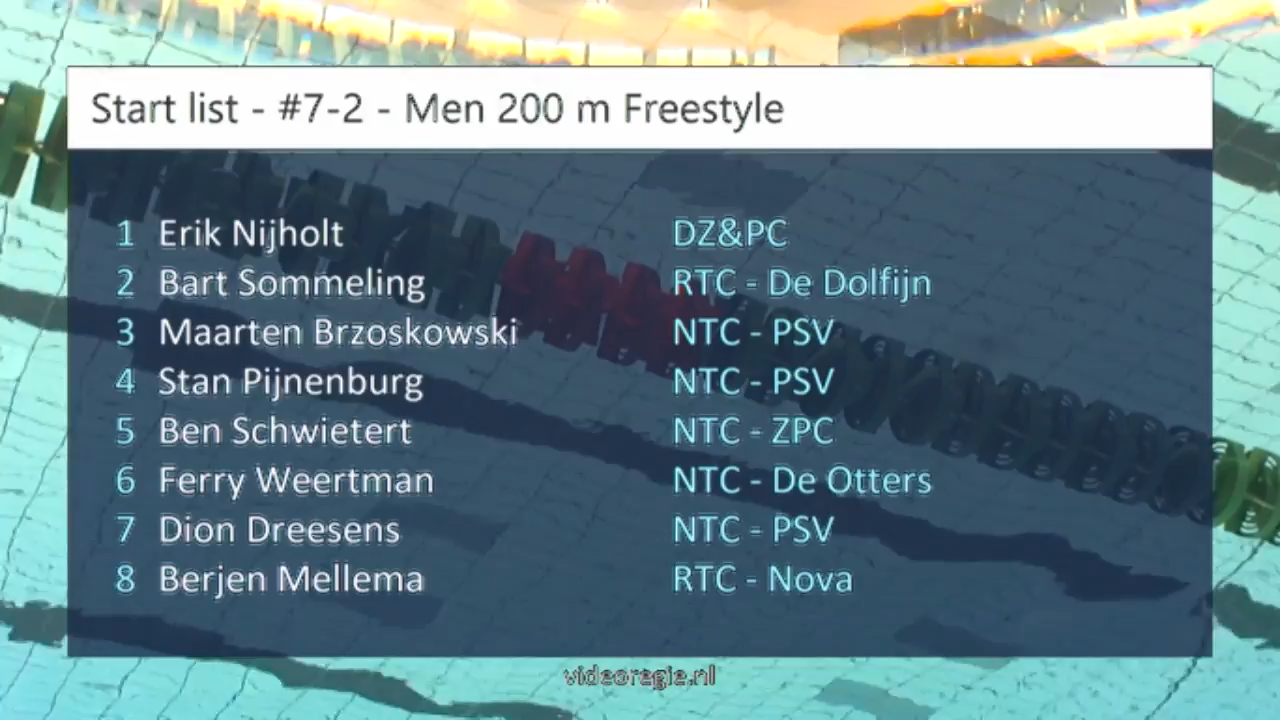 Start list - #7-2 - Men 200 m Freestyle
1 Erik Nijholt DZ&PC
2 Bart Sommeling RTC - De Dolfijn
3 Maarten Brzoskowski NTC - PSV
4 Stan Pijnenburg NTC - PSV
5 Ben Schwietert NTC - ZPC
6 Ferry Weertman NTC - De Otters
7 Dion Dreesens NTC - PSV
8 Berjen Mellema RTC - Nova
videoregie.nl